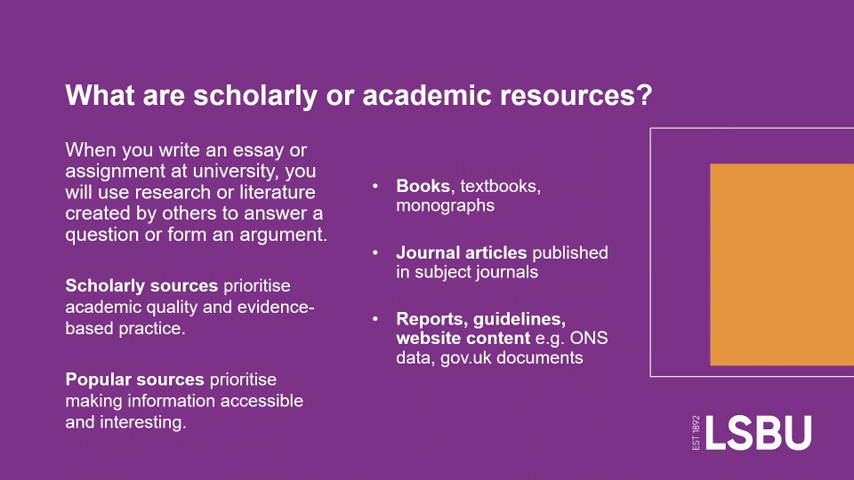 What are scholarly or academic resources?
When you write an essay or
assignment at university, you
will use research or literature
created by others to answer a
question or form an argument.
Scholarly sources prioritise
academic quality and evidence-
based practice.
Popular sources prioritise
making information accessible
and interesting.
• Books, textbooks,
monographs
• Journal articles published
in subject journals
• Reports, guidelines,
website content e.g. ONS
data, gov.uk documents
EST 1892
LSBU